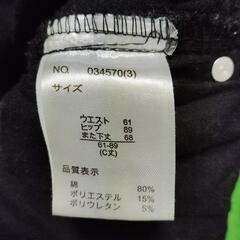 NO. 034570(3)
サイズ
ウエスト 61
ヒップ 89
また下丈 68
61-89
(C丈)
品質表示
綿 80%
ポリエステル 15%
ポリウレタン 5%